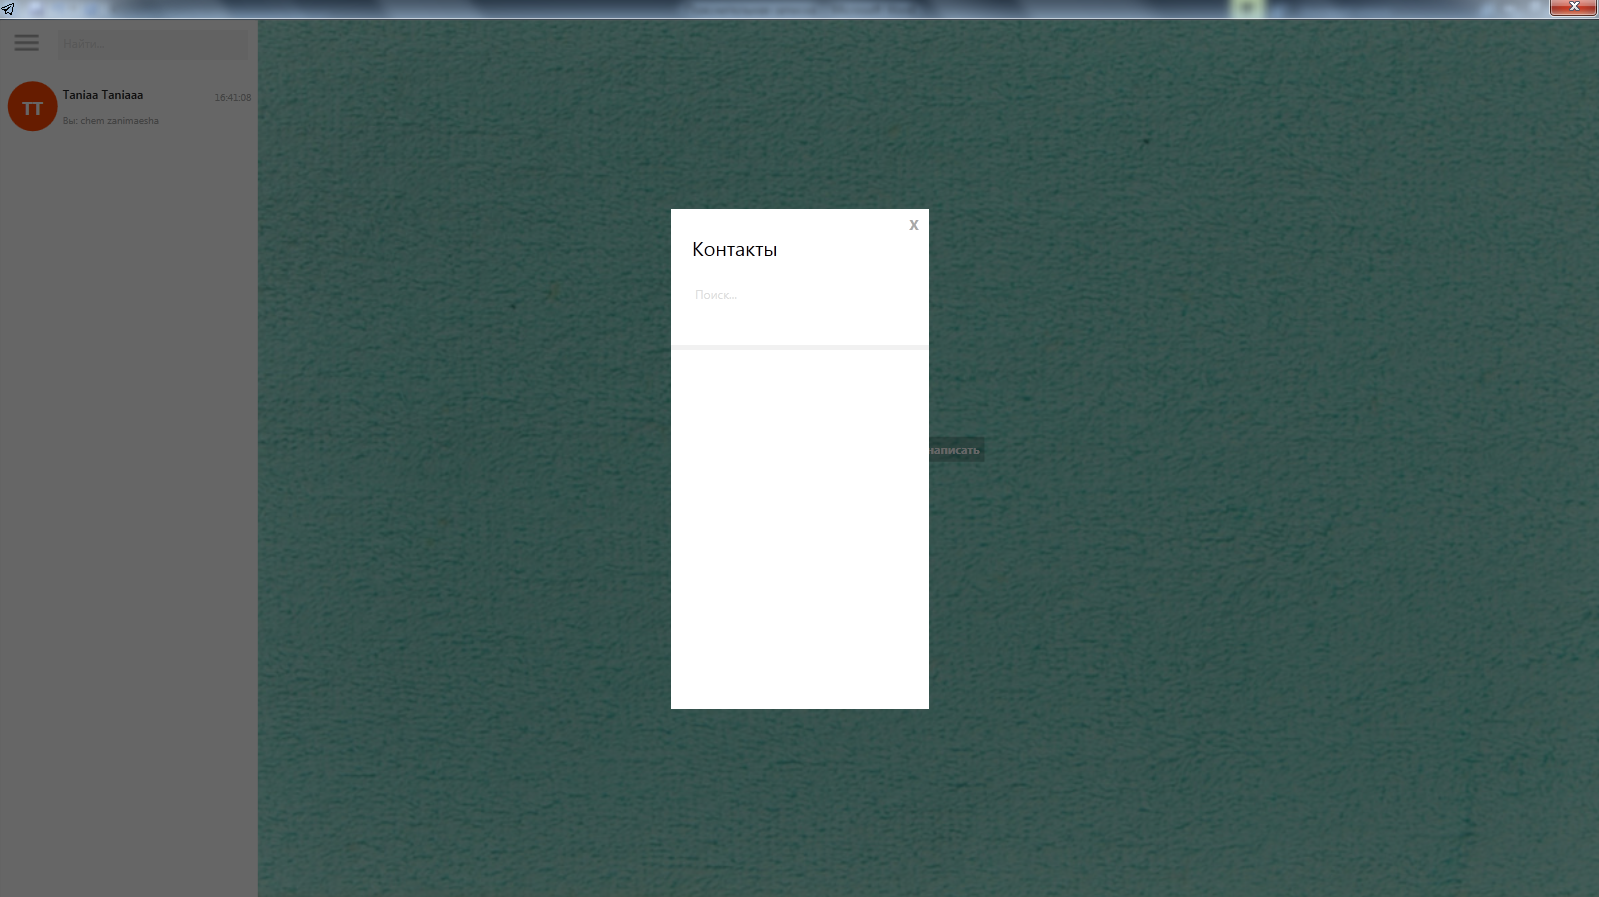 Найти...
Taniaa Taniaaa
16:41:08
TT
Вы: chem zanimaesha
X
Контакты
Поиск...
написать